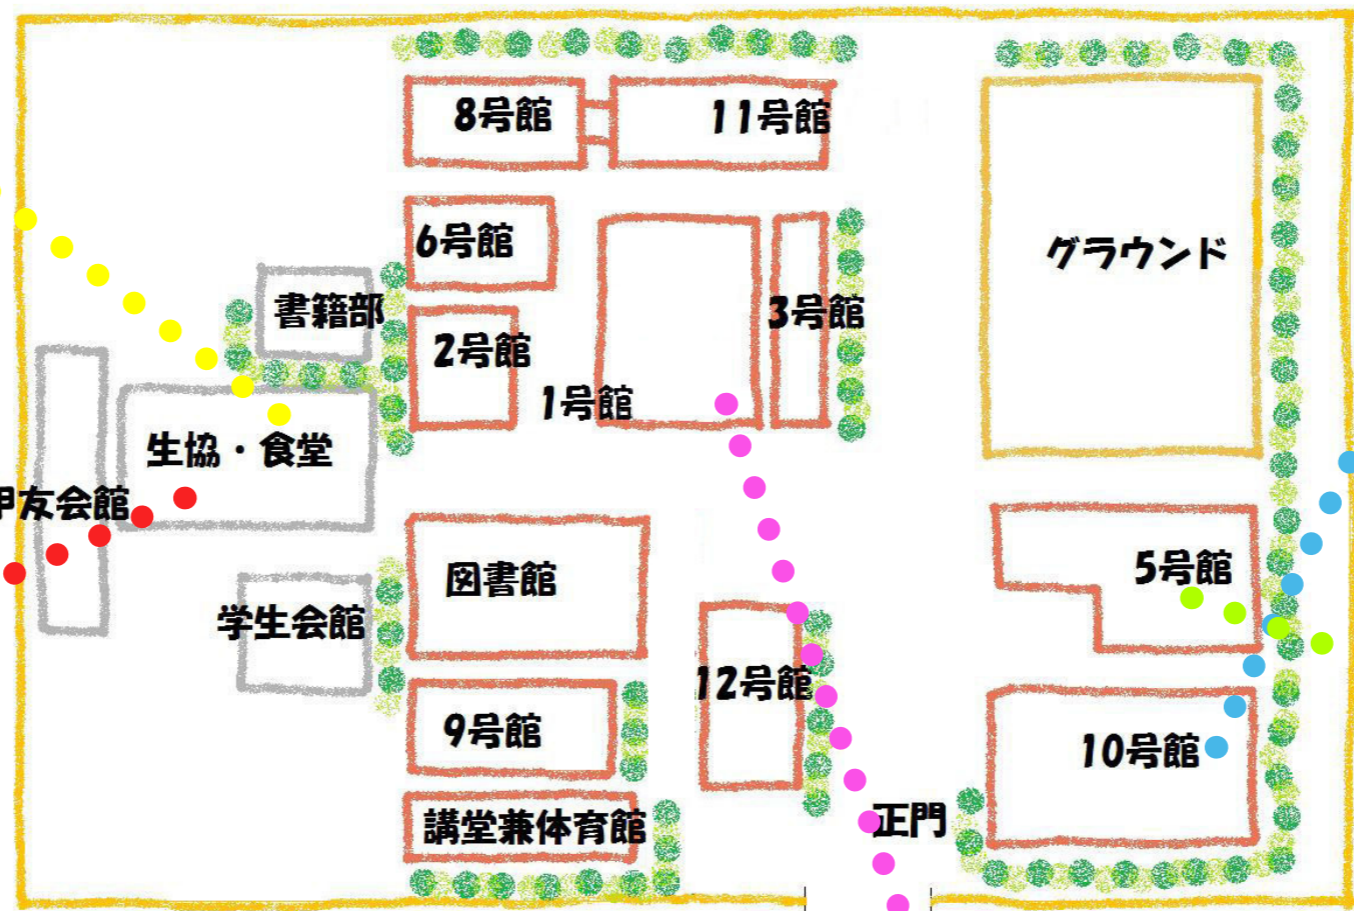 8号館
11号館
6号館
グラウンド
書籍部
3号館
2号館
1号館
生協・食堂
甲友会館
5号館
図書館
学生会館
12号館
9号館
10号館
講堂兼体育館
正門